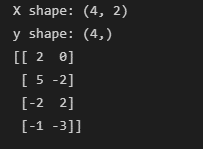 X shape: (4, 2)
y shape: (4,)
[[ 2  0]
 [ 5 -2]
 [-2  2]
 [-1 -3]]